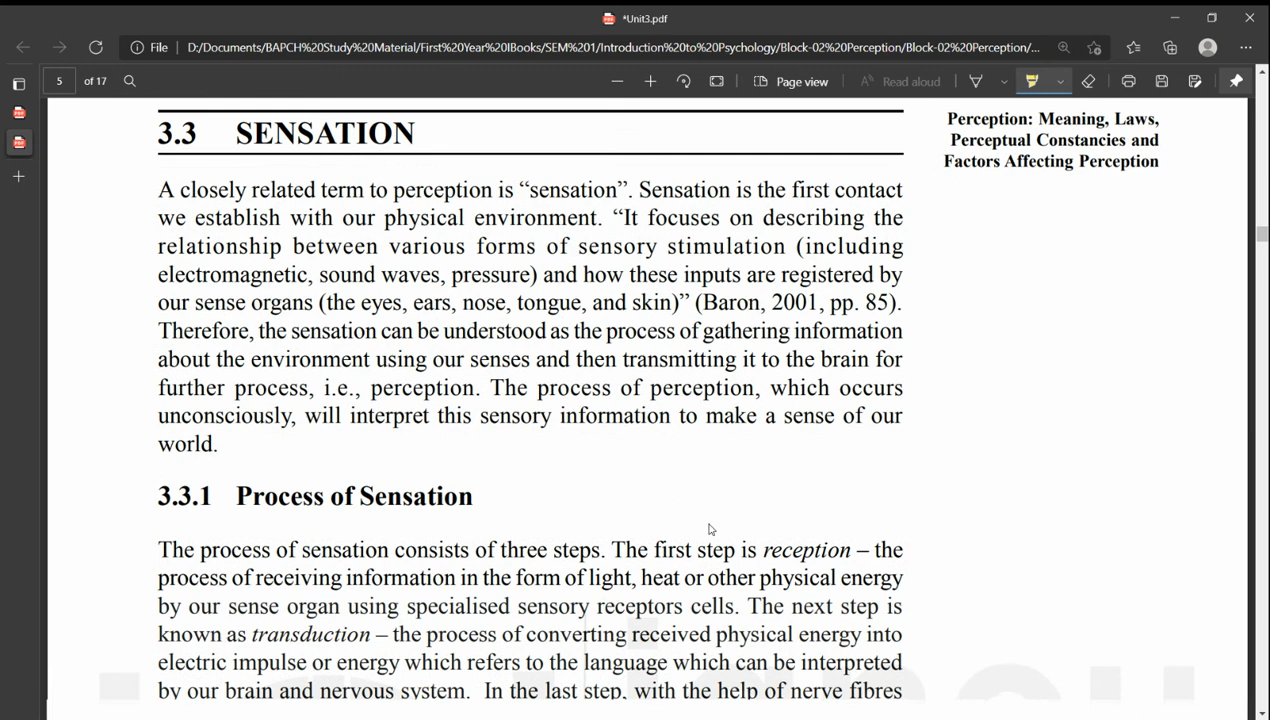 *Unit3.pdf
File
D:/Documents/BAPCH%20Study%20Material/First%20Year%20IBooks/SEM%201/Introduction%20to%20Psychology/Block-02%20Perception/Block-02%20Perception/...
5 of 17
Page view
Read aloud
3.3 SENSATION
Perception: Meaning, Laws,
Perceptual Constancies and
Factors Affecting Perception
A closely related term to perception is “sensation”. Sensation is the first contact
we establish with our physical environment. “It focuses on describing the
relationship between various forms of sensory stimulation (including
electromagnetic, sound waves, pressure) and how these inputs are registered by
our sense organs (the eyes, ears, nose, tongue, and skin)” (Baron, 2001, pp. 85).
Therefore, the sensation can be understood as the process of gathering information
about the environment using our senses and then transmitting it to the brain for
further process, i.e., perception. The process of perception, which occurs
unconsciously, will interpret this sensory information to make a sense of our
world.
3.3.1 Process of Sensation
The process of sensation consists of three steps. The first step is reception – the
process of receiving information in the form of light, heat or other physical energy
by our sense organ using specialised sensory receptors cells. The next step is
known as transduction – the process of converting received physical energy into
electric impulse or energy which refers to the language which can be interpreted
by our brain and nervous system. In the last step, with the help of nerve fibres